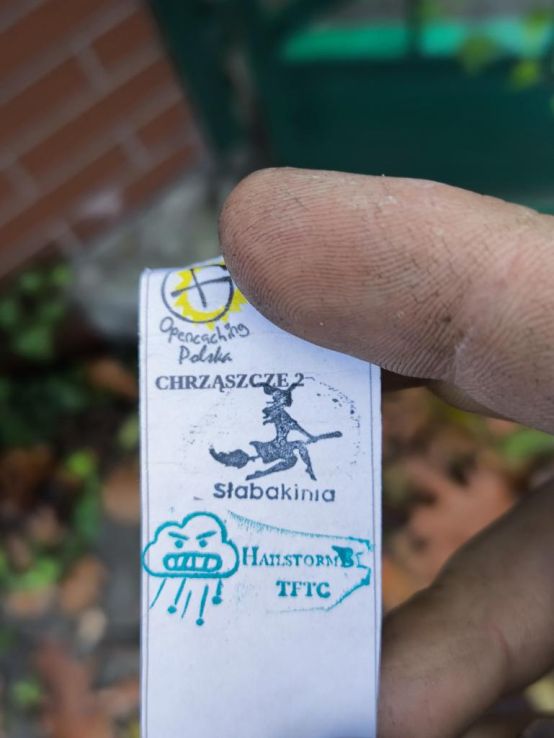 Opencaching
Polska
CHRZĄSZCZE 2
Słabakinia
HAILSTORMB
TFTC